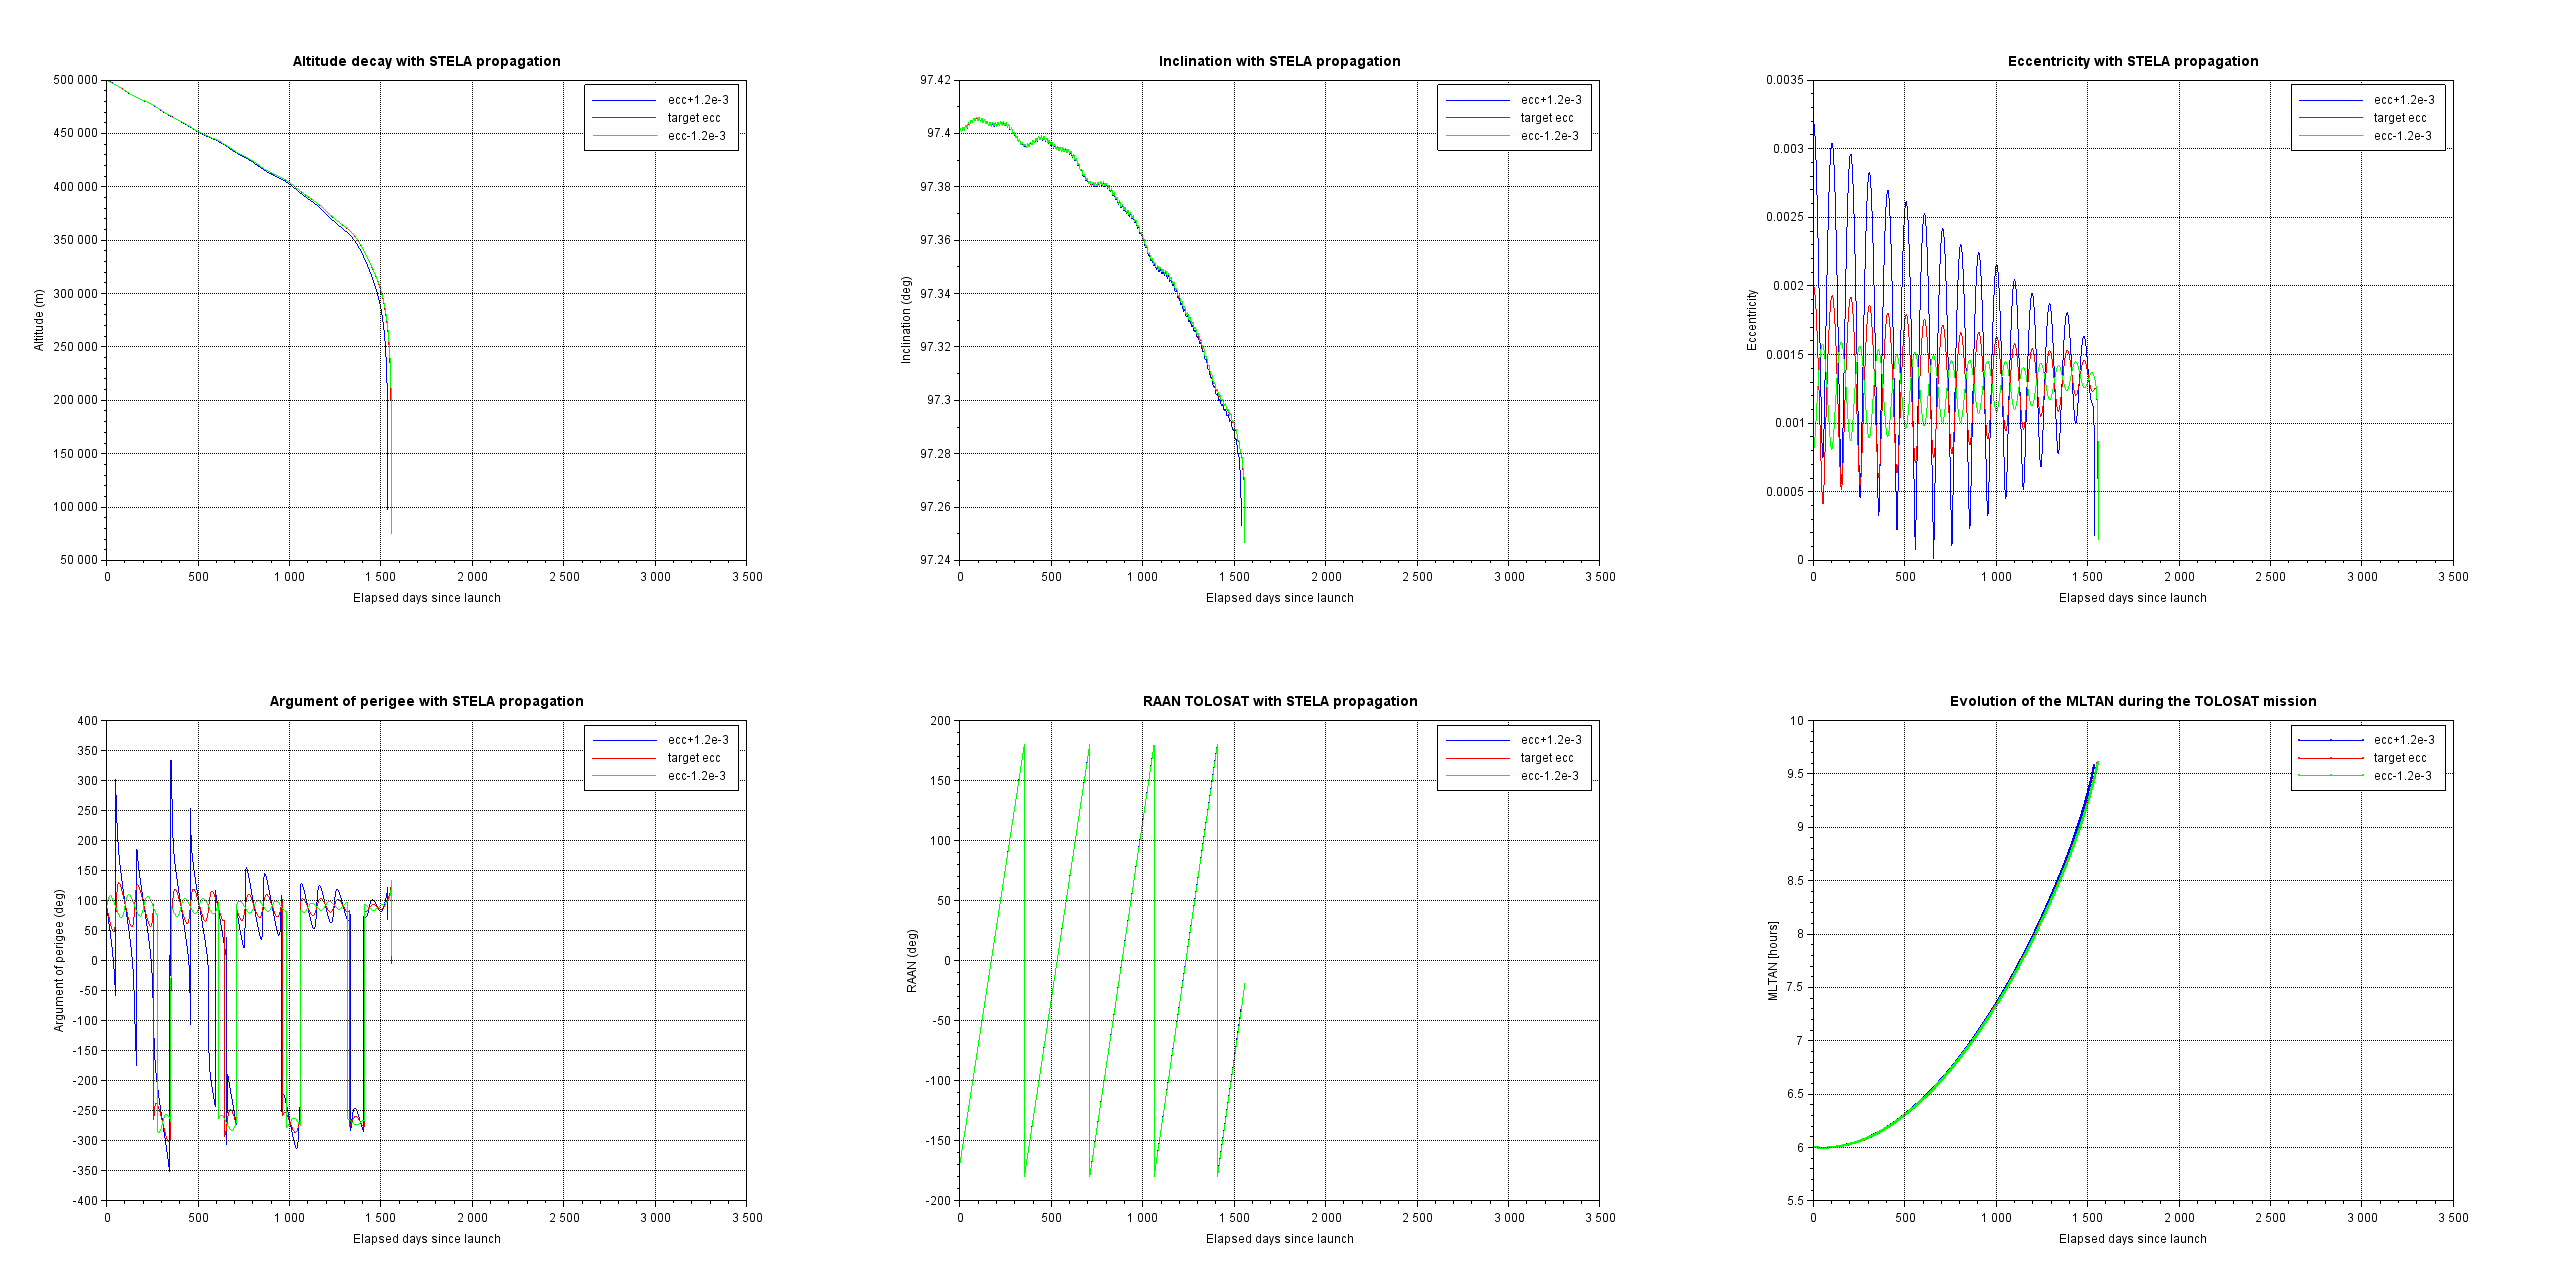 Altitude decay with STELA propagation
500 000
450 000
400 000
350 000
300 000
250 000
200 000
150 000
100 000
50 000
Altitude (m)
ecc+1.2e-3
target ecc
ecc-1.2e-3
0 500 1 000 1 500 2 000 2 500 3 000 3 500
Elapsed days since launch
Inclination with STELA propagation
97.42
97.4
97.38
97.36
97.34
97.32
97.3
97.28
97.26
97.24
Inclination (deg)
ecc+1.2e-3
target ecc
ecc-1.2e-3
0 500 1 000 1 500 2 000 2 500 3 000 3 500
Elapsed days since launch
Eccentricity with STELA propagation
0.0035
0.003
0.0025
0.002
0.0015
0.001
0.0005
0
Eccentricity
ecc+1.2e-3
target ecc
ecc-1.2e-3
0 500 1 000 1 500 2 000 2 500 3 000 3 500
Elapsed days since launch
Argument of perigee with STELA propagation
400
350
300
250
200
150
100
50
0
-50
-100
-150
-200
-250
-300
-350
-400
Argument of perigee (deg)
ecc+1.2e-3
target ecc
ecc-1.2e-3
0 500 1 000 1 500 2 000 2 500 3 000 3 500
Elapsed days since launch
RAAN TOLOSAT with STELA propagation
200
150
100
50
0
-50
-100
-150
-200
RAAN (deg)
ecc+1.2e-3
target ecc
ecc-1.2e-3
0 500 1 000 1 500 2 000 2 500 3 000 3 500
Elapsed days since launch
Evolution of the MLTAN during the TOLOSAT mission
10
9.5
9
8.5
8
7.5
7
6.5
6
5.5
MLTAN [hours]
ecc+1.2e-3
target ecc
ecc-1.2e-3
0 500 1 000 1 500 2 000 2 500 3 000 3 500
Elapsed days since launch